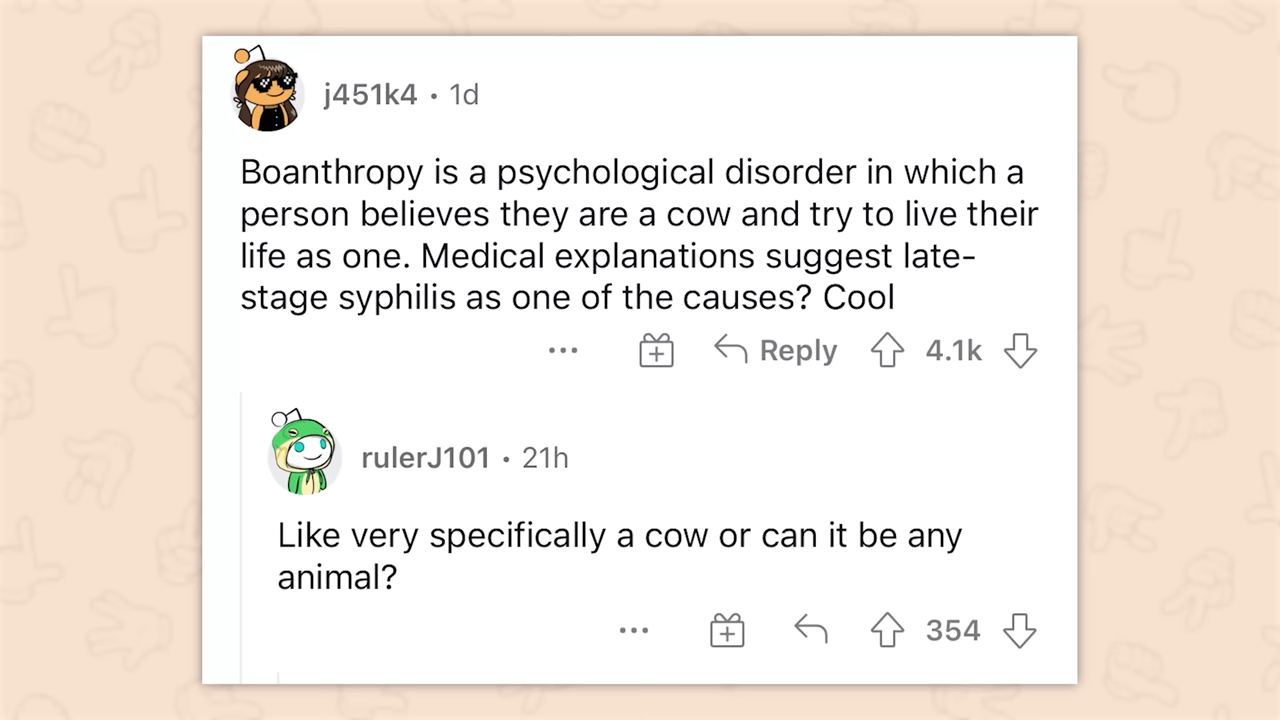 j451k4 • 1d
Boanthropy is a psychological disorder in which a
person believes they are a cow and try to live their
life as one. Medical explanations suggest late-
stage syphilis as one of the causes? Cool
... Reply 4.1k
rulerJ101 • 21h
Like very specifically a cow or can it be any
animal?
... 354